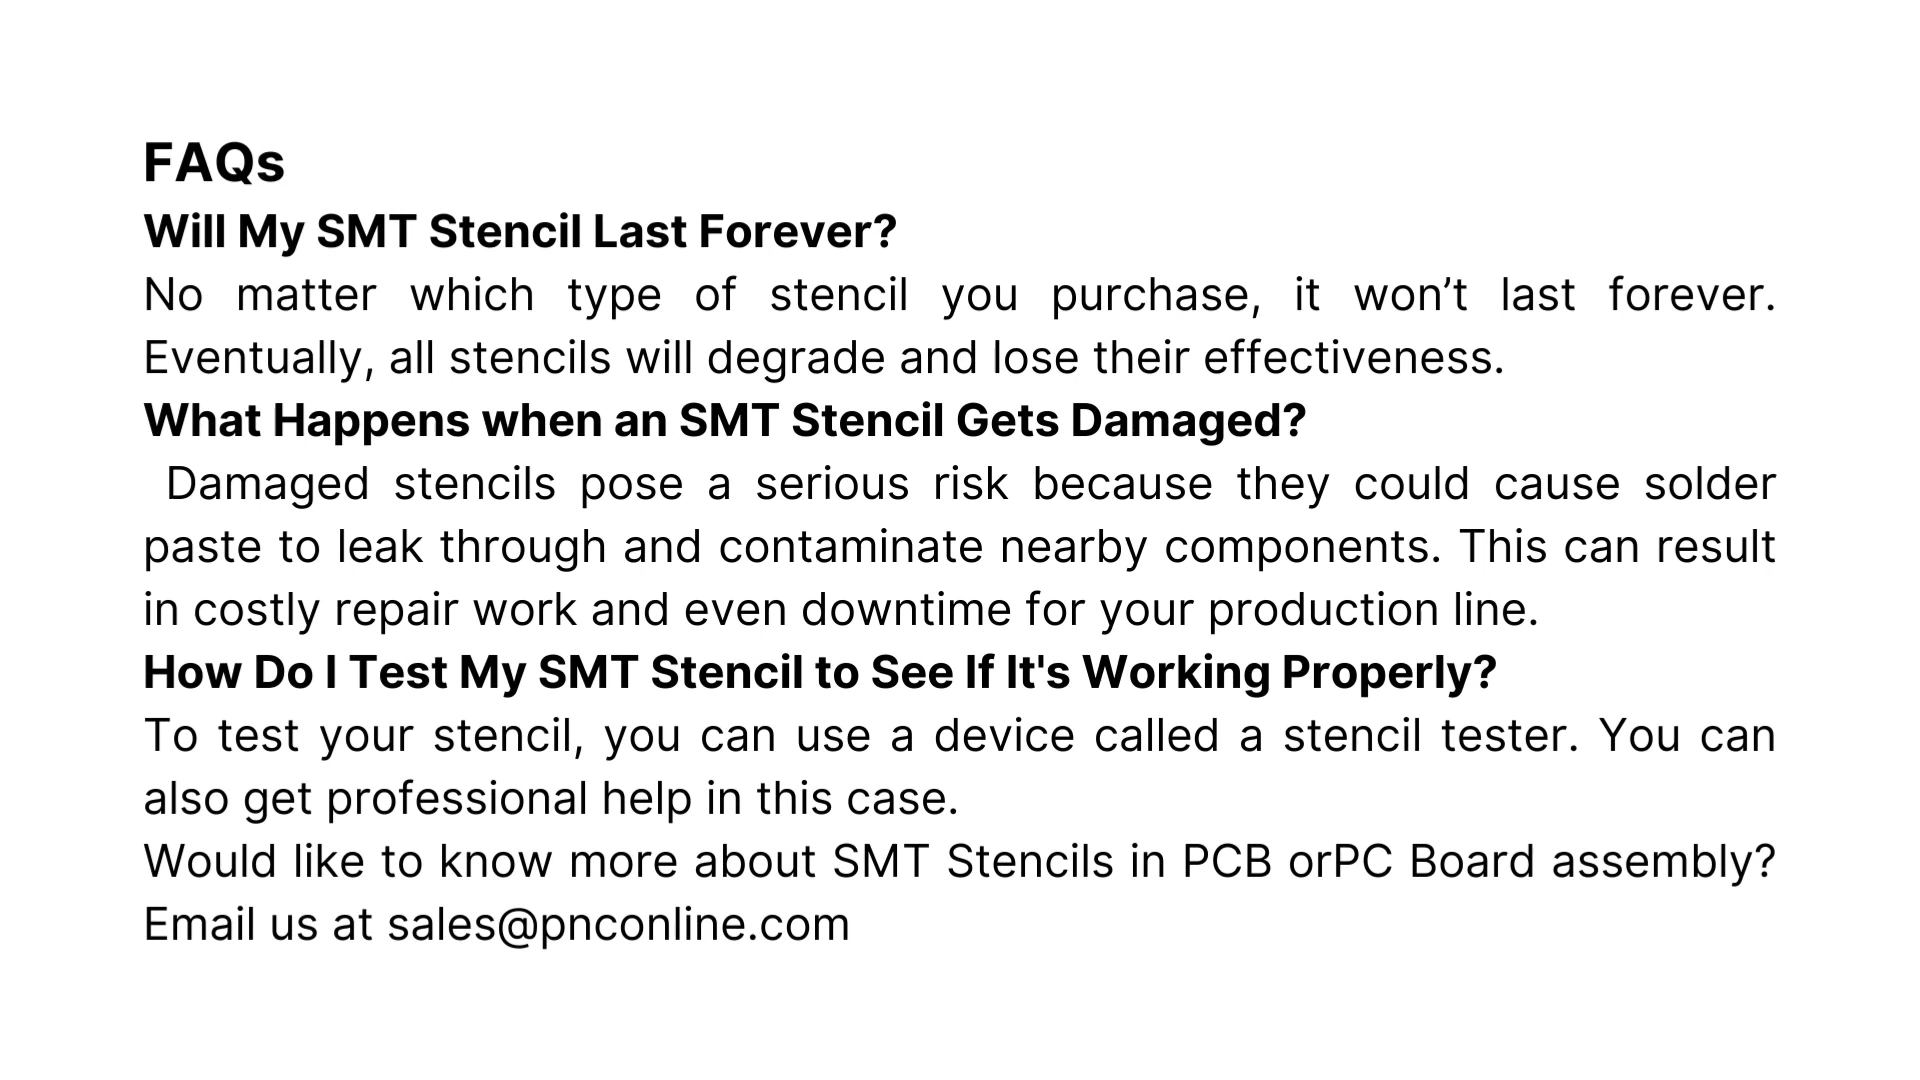 FAQs
Will My SMT Stencil Last Forever?
No matter which type of stencil you purchase, it won’t last forever.
Eventually, all stencils will degrade and lose their effectiveness.
What Happens when an SMT Stencil Gets Damaged?
Damaged stencils pose a serious risk because they could cause solder
paste to leak through and contaminate nearby components. This can result
in costly repair work and even downtime for your production line.
How Do I Test My SMT Stencil to See If It's Working Properly?
To test your stencil, you can use a device called a stencil tester. You can
also get professional help in this case.
Would like to know more about SMT Stencils in PCB orPC Board assembly?
Email us at sales@pnconline.com